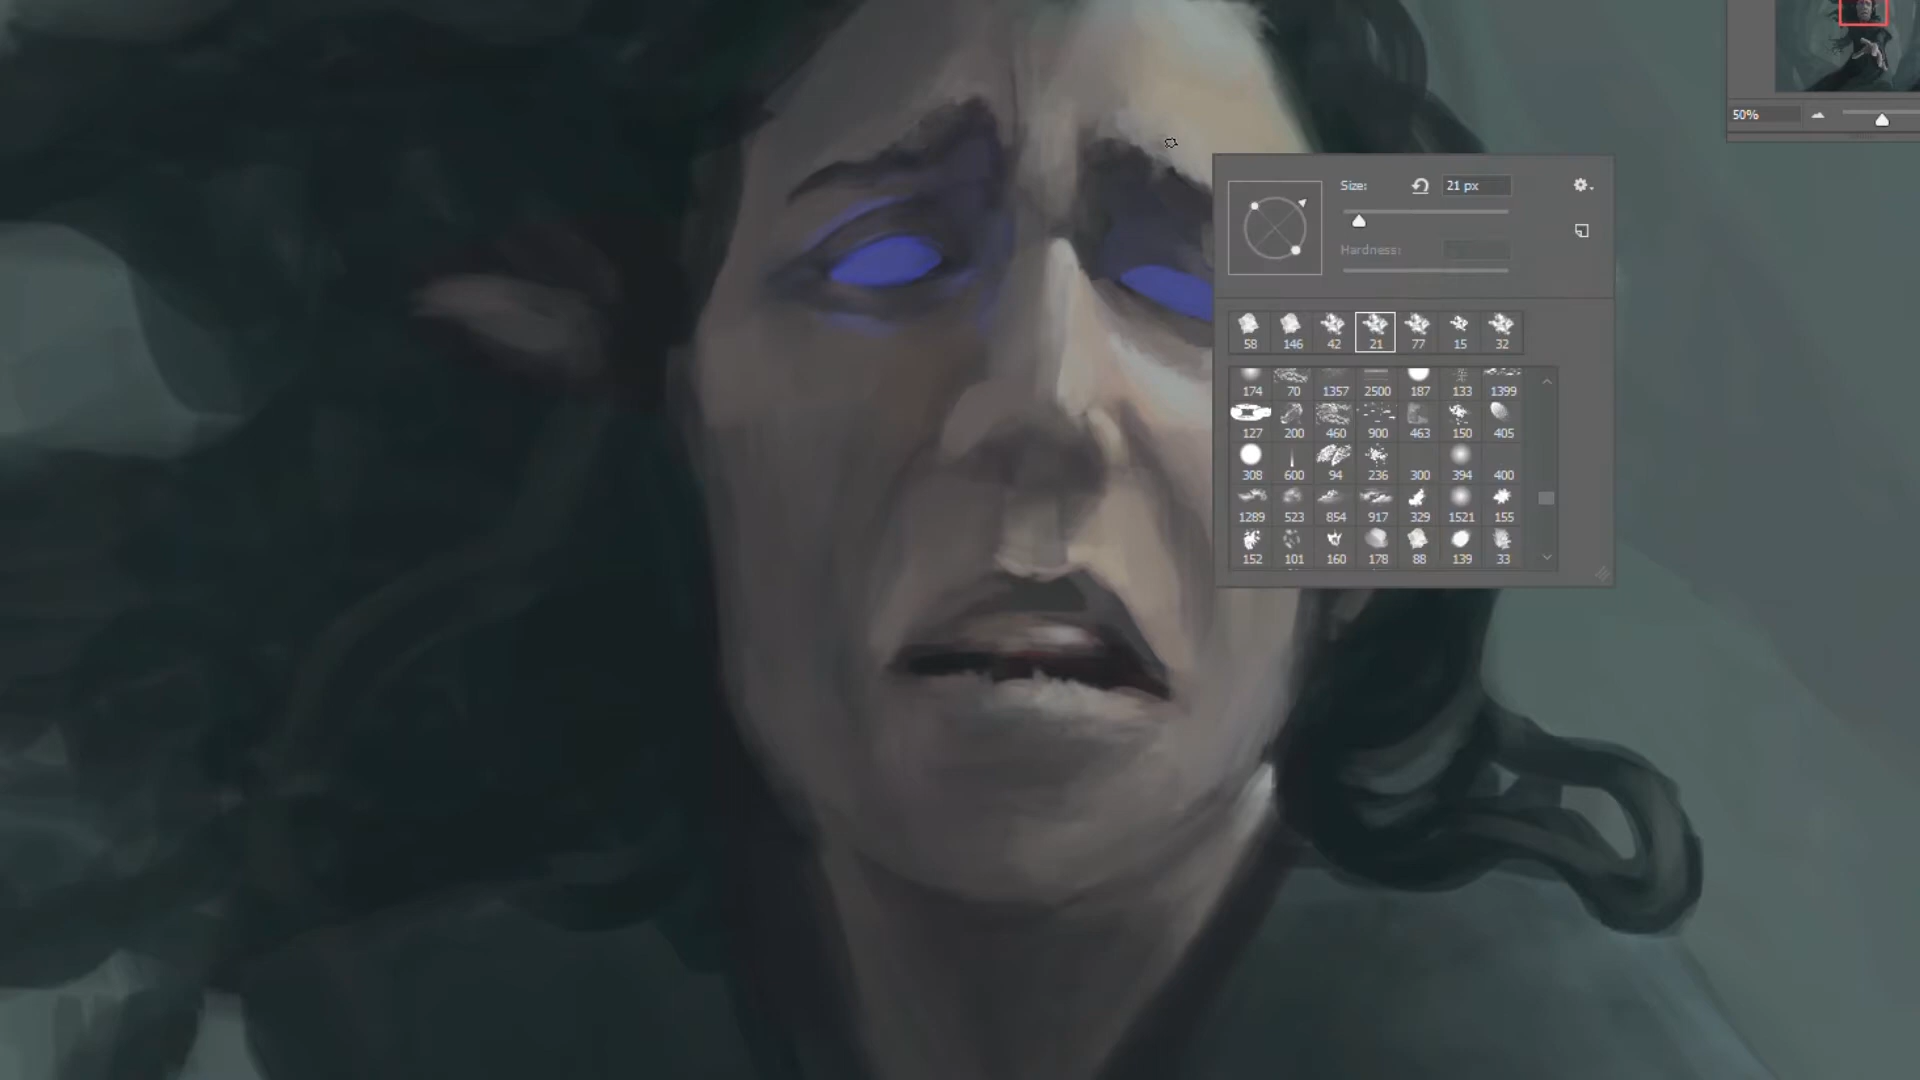 50%
Size: 21 px
Hardness:
58 146 42 21 77 15 32
174 70 1357 2500 187 133 1399
127 200 460 900 463 150 405
308 600 94 236 300 394 400
1289 523 854 917 329 1521 155
152 101 160 178 88 139 33